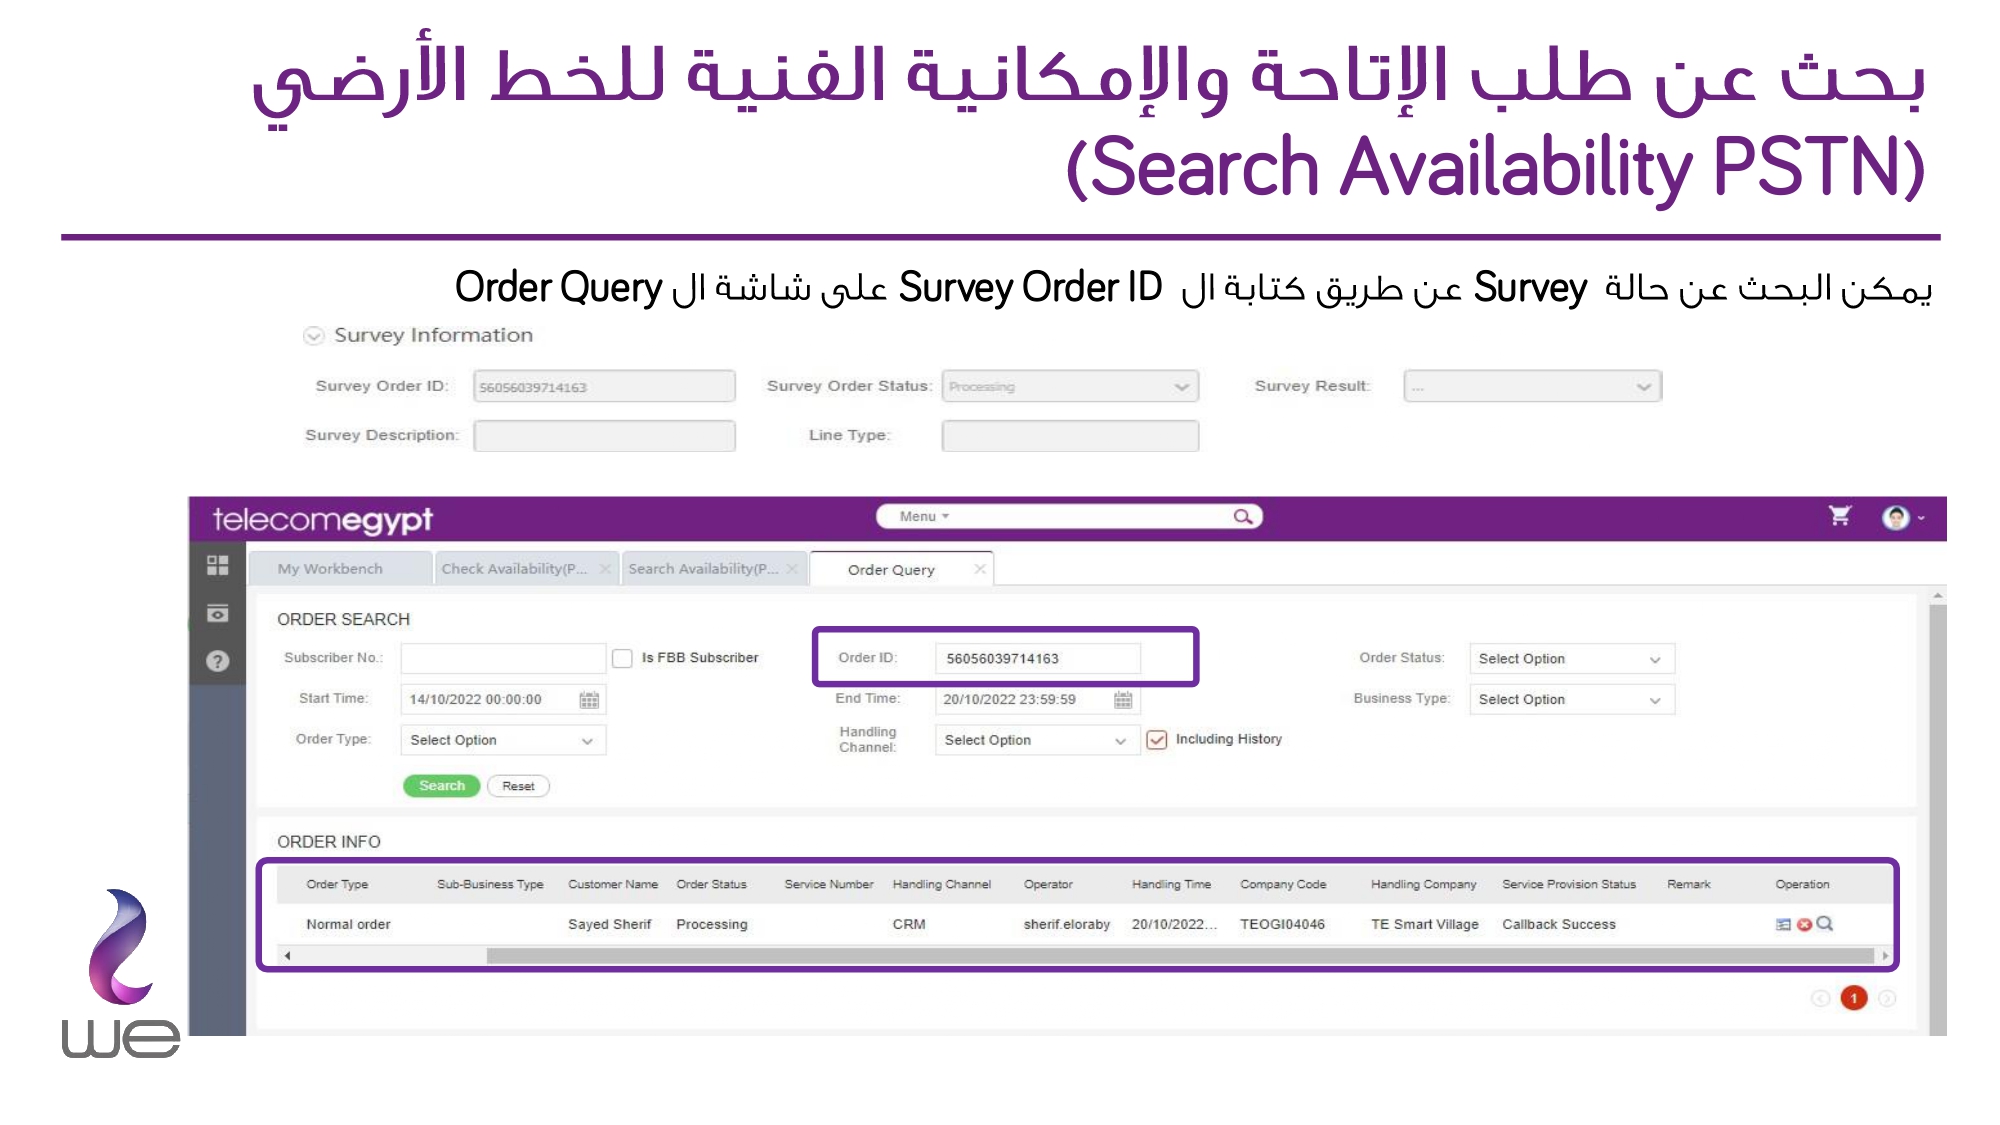 بحث عن طلب الإتاحة والإمكانية الفنية للخط الأرضي
(Search Availability PSTN)
يمكن البحث عن حالة Survey عن طريق كتابة ال Survey Order ID على شاشة ال Order Query
Survey Information
Survey Order ID: 56056039714163 Survey Order Status: Processing Survey Result: ...
Survey Description: Line Type:
telecomegypt Menu
My Workbench Check Availability(P... Search Availability(P... Order Query
ORDER SEARCH
Subscriber No.: Is FBB Subscriber Order ID: 56056039714163 Order Status: Select Option
Start Time: 14/10/2022 00:00:00 End Time: 20/10/2022 23:59:59 Business Type: Select Option
Order Type: Select Option Handling Channel: Select Option Including History
Search Reset
ORDER INFO
Order Type Sub-Business Type Customer Name Order Status Service Number Handling Channel Operator Handling Time Company Code Handling Company Service Provision Status Remark Operation
Normal order Sayed Sherif Processing CRM sherif.eloraby 20/10/2022... TEOGI04046 TE Smart Village Callback Success
1
we